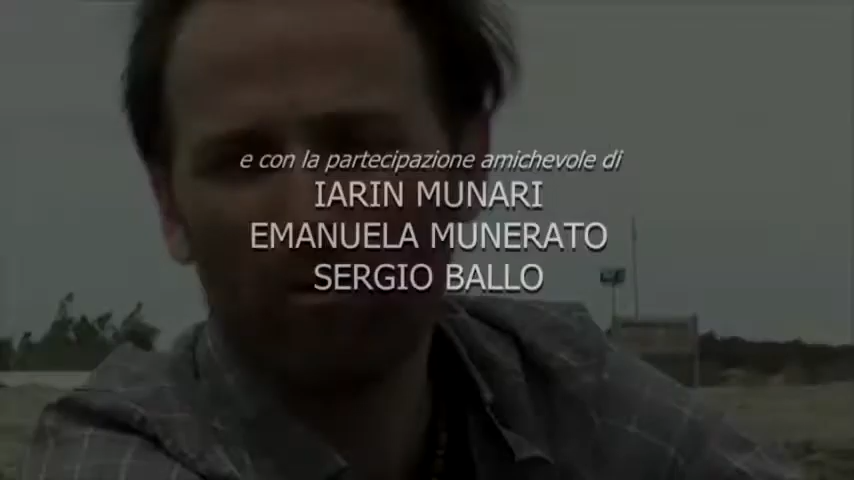 e con la partecipazione amichevole di
IARIN MUNARI
EMANUELA MUNERATO
SERGIO BALLO